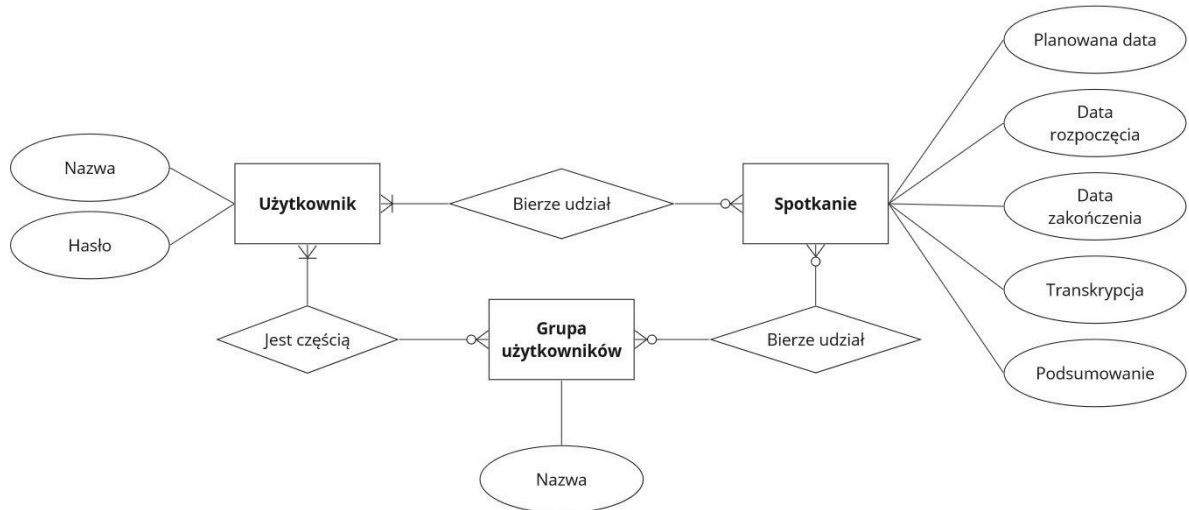 Planowana data
Data
rozpoczęcia
Nazwa
Użytkownik
Bierze udział
Spotkanie
Data
zakończenia
Hasło
Transkrypcja
Jest częścią
Grupa
użytkowników
Bierze udział
Podsumowanie
Nazwa